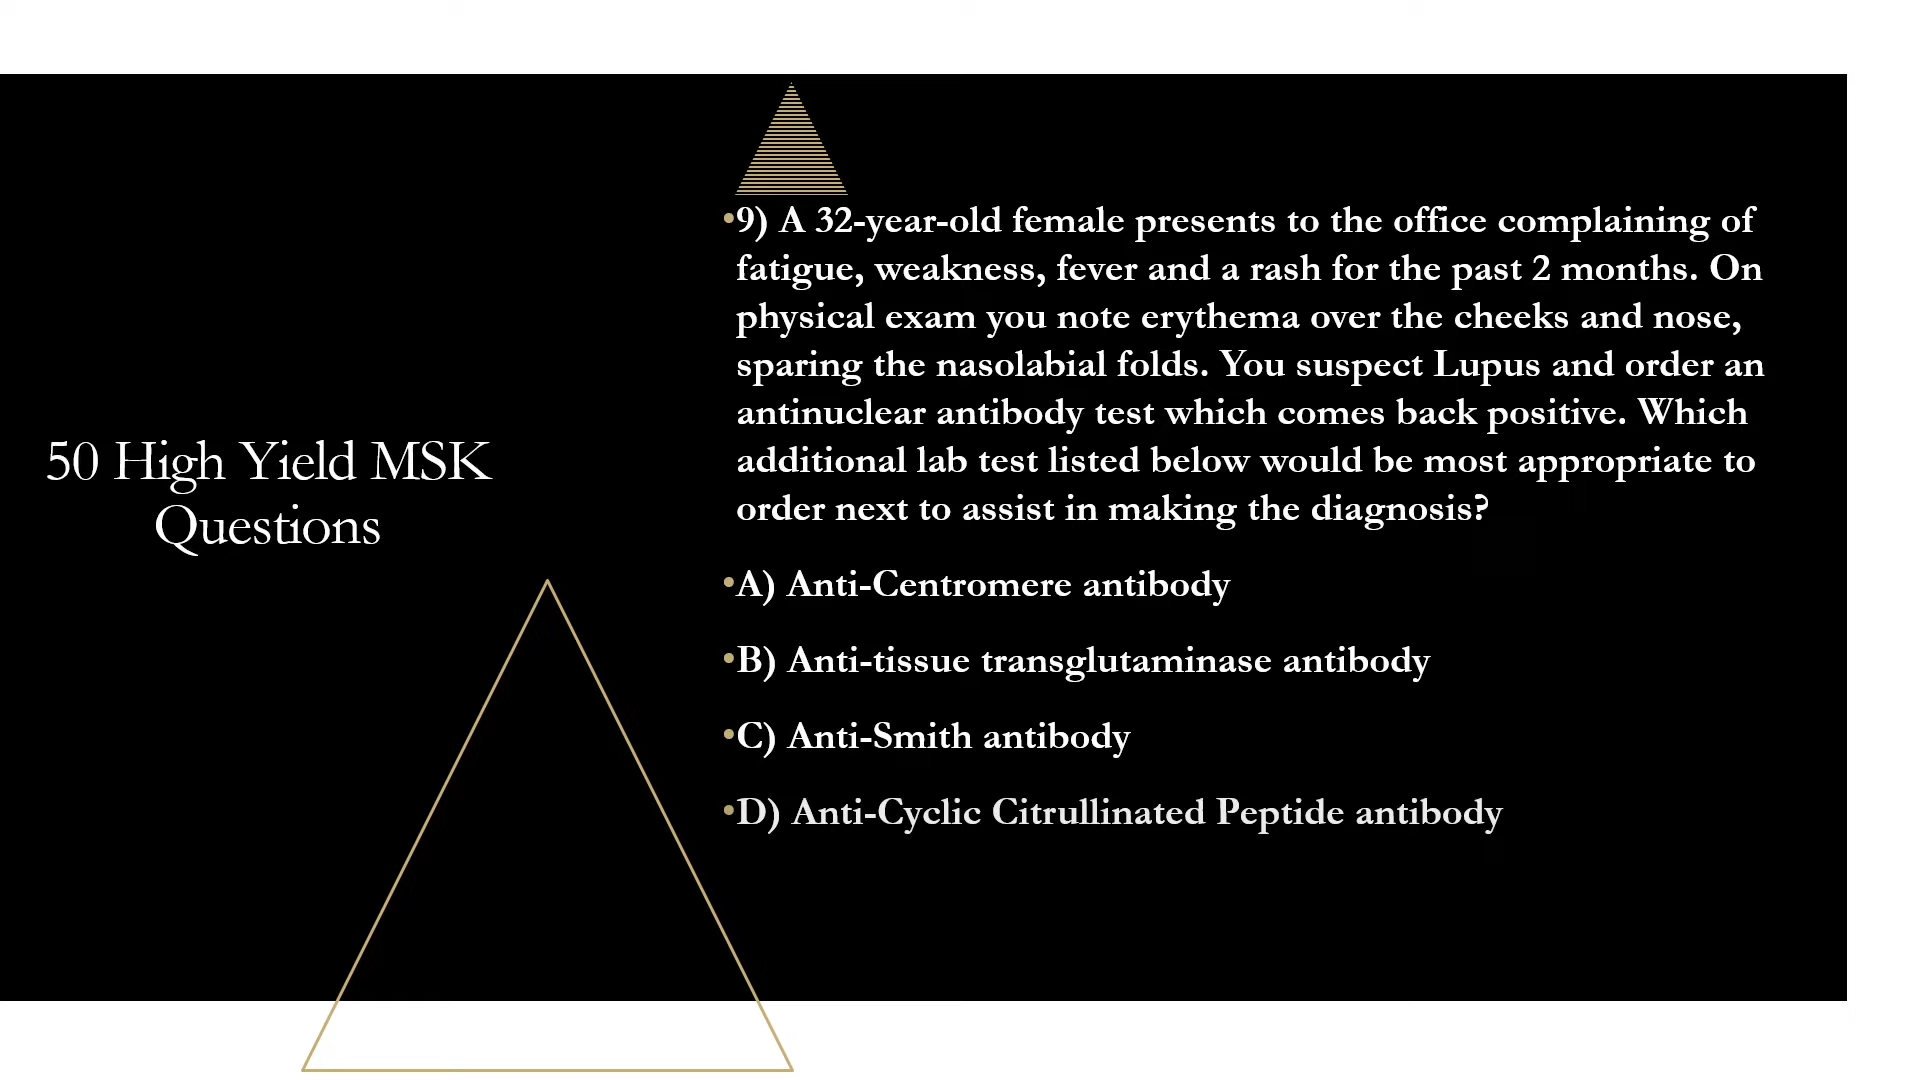 50 High Yield MSK
Questions
•9) A 32-year-old female presents to the office complaining of
fatigue, weakness, fever and a rash for the past 2 months. On
physical exam you note erythema over the cheeks and nose,
sparing the nasolabial folds. You suspect Lupus and order an
antinuclear antibody test which comes back positive. Which
additional lab test listed below would be most appropriate to
order next to assist in making the diagnosis?
•A) Anti-Centromere antibody
•B) Anti-tissue transglutaminase antibody
•C) Anti-Smith antibody
•D) Anti-Cyclic Citrullinated Peptide antibody